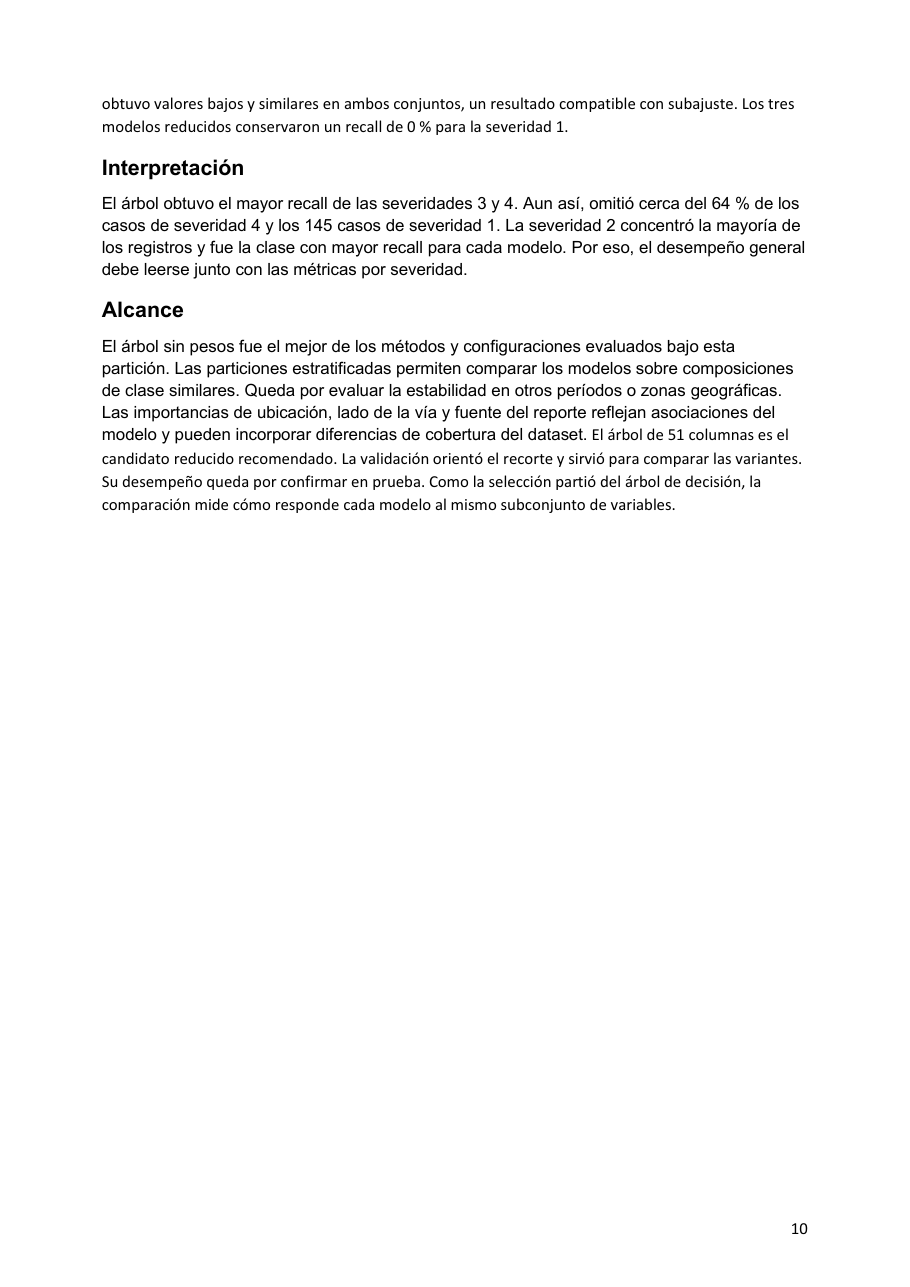 obtuvo valores bajos y similares en ambos conjuntos, un resultado compatible con subajuste. Los tres
modelos reducidos conservaron un recall de 0 % para la severidad 1.
Interpretación
El árbol obtuvo el mayor recall de las severidades 3 y 4. Aun así, omitió cerca del 64 % de los
casos de severidad 4 y los 145 casos de severidad 1. La severidad 2 concentró la mayoría de
los registros y fue la clase con mayor recall para cada modelo. Por eso, el desempeño general
debe leerse junto con las métricas por severidad.
Alcance
El árbol sin pesos fue el mejor de los métodos y configuraciones evaluados bajo esta
partición. Las particiones estratificadas permiten comparar los modelos sobre composiciones
de clase similares. Queda por evaluar la estabilidad en otros períodos o zonas geográficas.
Las importancias de ubicación, lado de la vía y fuente del reporte reflejan asociaciones del
modelo y pueden incorporar diferencias de cobertura del dataset. El árbol de 51 columnas es el
candidato reducido recomendado. La validación orientó el recorte y sirvió para comparar las variantes.
Su desempeño queda por confirmar en prueba. Como la selección partió del árbol de decisión, la
comparación mide cómo responde cada modelo al mismo subconjunto de variables.
10